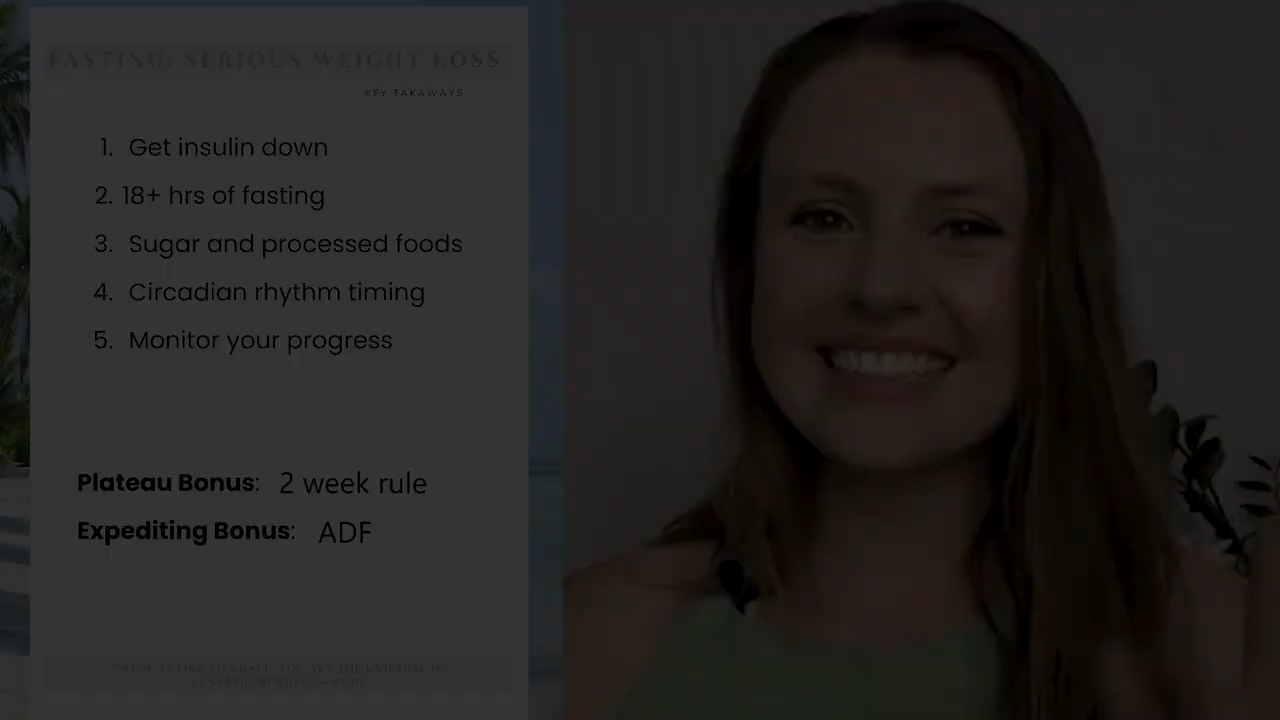 FASTING: SERIOUS WEIGHT LOSS
KEY TAKAWAYS
1. Get insulin down
2. 18+ hrs of fasting
3. Sugar and processed foods
4. Circadian rhythm timing
5. Monitor your progress
Plateau Bonus: 2 week rule
Expediting Bonus: ADF